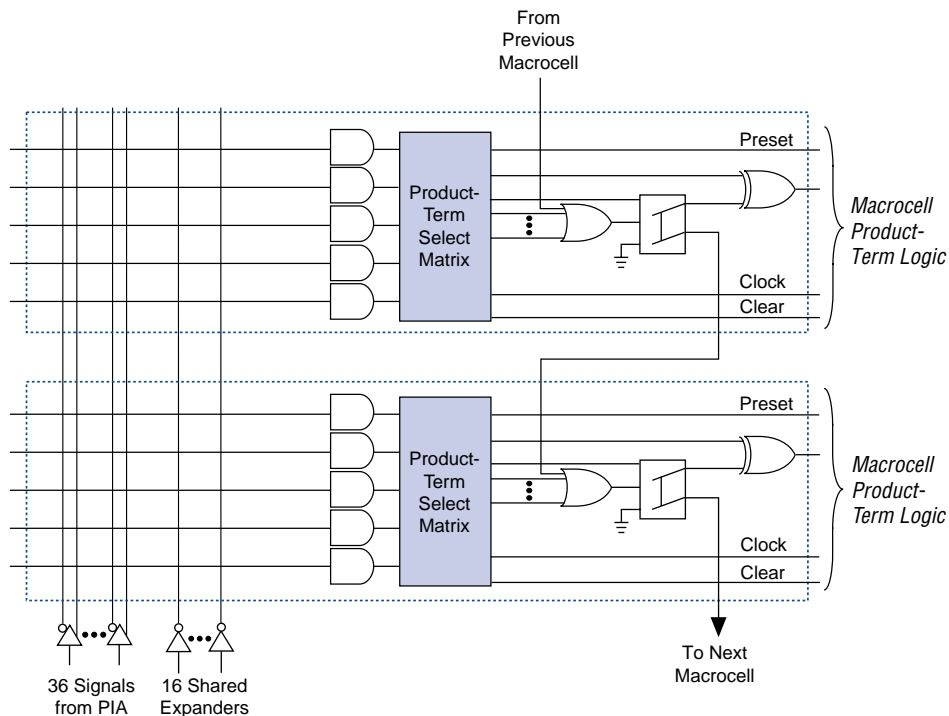 From
Previous
Macrocell
Preset
Product-
Term
Select
Matrix
Macrocell
Product-
Term Logic
Clock
Clear
Preset
Product-
Term
Select
Matrix
Macrocell
Product-
Term Logic
Clock
Clear
36 Signals
from PIA
16 Shared
Expanders
To Next
Macrocell